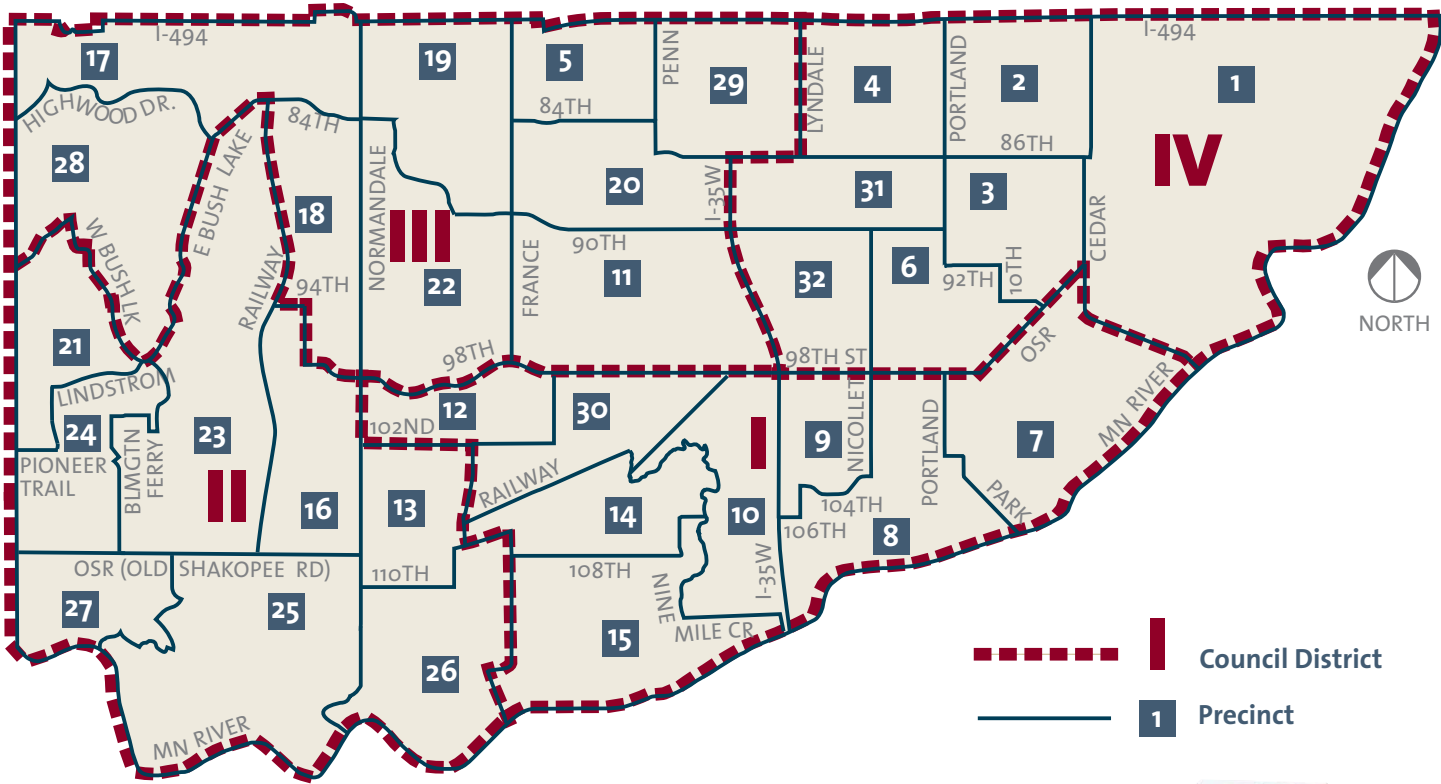 I-494
I-494
17
19
5
PENN
29
LYNDALE
4
PORTLAND
2
1
HIGHWOOD DR.
84TH
84TH
86TH
IV
28
E BUSH LAKE
18
NORMANDALE
20
I-35W
31
3
CEDAR
W BUSH LK
III
90TH
RAILWAY
94TH
22
FRANCE
11
32
6
92TH
10TH
NORTH
21
98TH
98TH ST
OSR
LINDSTROM
12
30
I
MN RIVER
24
23
102ND
9
NICOLLET
PORTLAND
7
PIONEER
TRAIL
BLMGTN
FERRY
II
16
13
RAILWAY
14
10
104TH
106TH
PARK
8
OSR (OLD SHAKOPEE RD)
110TH
108TH
I-35W
27
25
NINE
MILE CR.
15
26
MN RIVER
Council District
1 Precinct